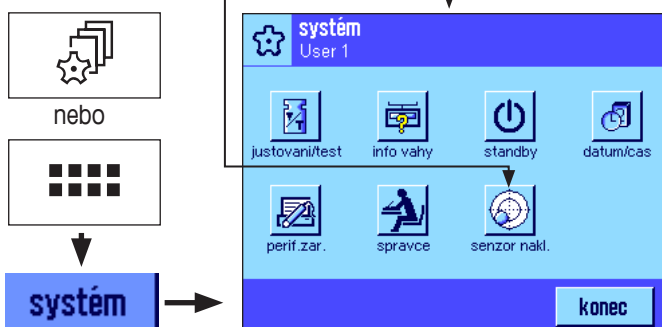 nebo
systém
systém
User 1
justovani/test
info vahy
standby
datum/cas
perif.zar.
spravce
senzor nakl.
konec